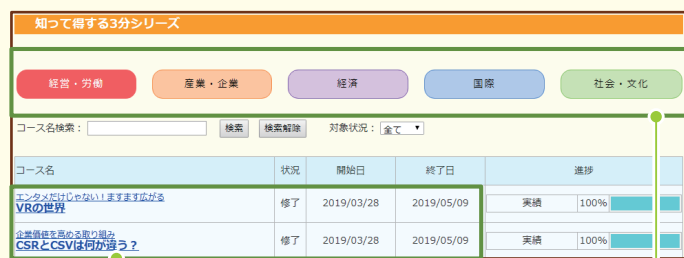 知って得する3分シリーズ
経営・労働 産業・企業 経済 国際 社会・文化
コース名検索： 検索 検索解除 対象状況： 全て
コース名 状況 開始日 終了日 進捗
エンタメだけじゃない！ますます広がる
VRの世界 修了 2019/03/28 2019/05/09 実績 100%
企業価値を高める取り組み
CSRとCSVは何が違う？ 修了 2019/03/28 2019/05/09 実績 100%